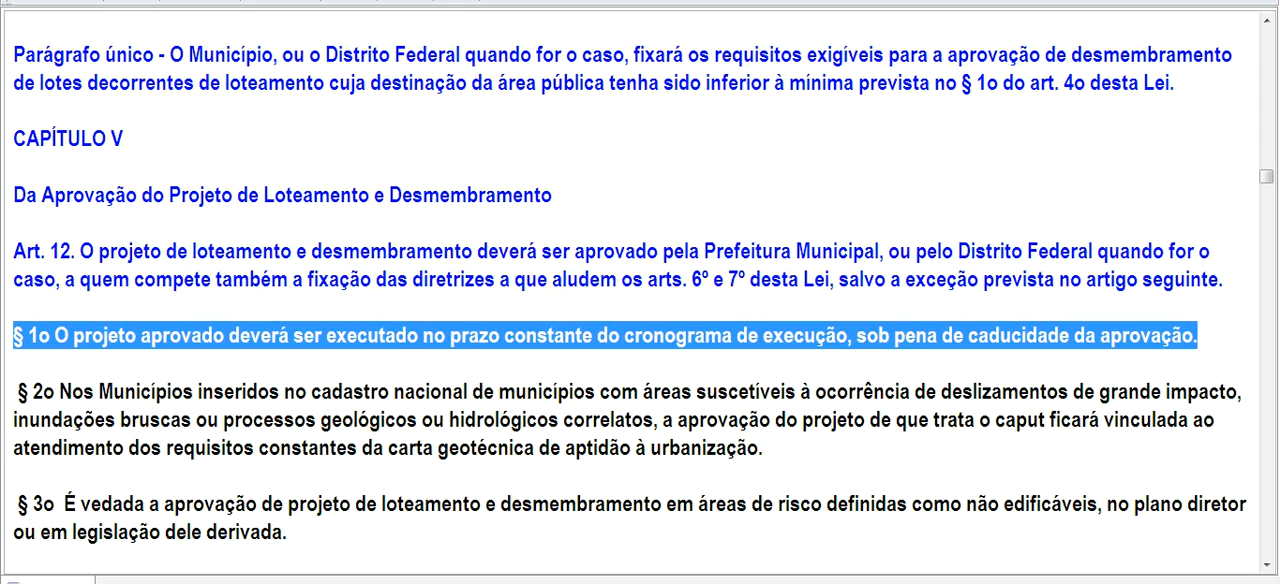 Parágrafo único - O Município, ou o Distrito Federal quando for o caso, fixará os requisitos exigíveis para a aprovação de desmembramento
de lotes decorrentes de loteamento cuja destinação da área pública tenha sido inferior à mínima prevista no § 1o do art. 4o desta Lei.
CAPÍTULO V
Da Aprovação do Projeto de Loteamento e Desmembramento
Art. 12. O projeto de loteamento e desmembramento deverá ser aprovado pela Prefeitura Municipal, ou pelo Distrito Federal quando for o
caso, a quem compete também a fixação das diretrizes a que aludem os arts. 6º e 7º desta Lei, salvo a exceção prevista no artigo seguinte.
§ 1o O projeto aprovado deverá ser executado no prazo constante do cronograma de execução, sob pena de caducidade da aprovação.
§ 2o Nos Municípios inseridos no cadastro nacional de municípios com áreas suscetíveis à ocorrência de deslizamentos de grande impacto,
inundações bruscas ou processos geológicos ou hidrológicos correlatos, a aprovação do projeto de que trata o caput ficará vinculada ao
atendimento dos requisitos constantes da carta geotécnica de aptidão à urbanização.
§ 3o É vedada a aprovação de projeto de loteamento e desmembramento em áreas de risco definidas como não edificáveis, no plano diretor
ou em legislação dele derivada.